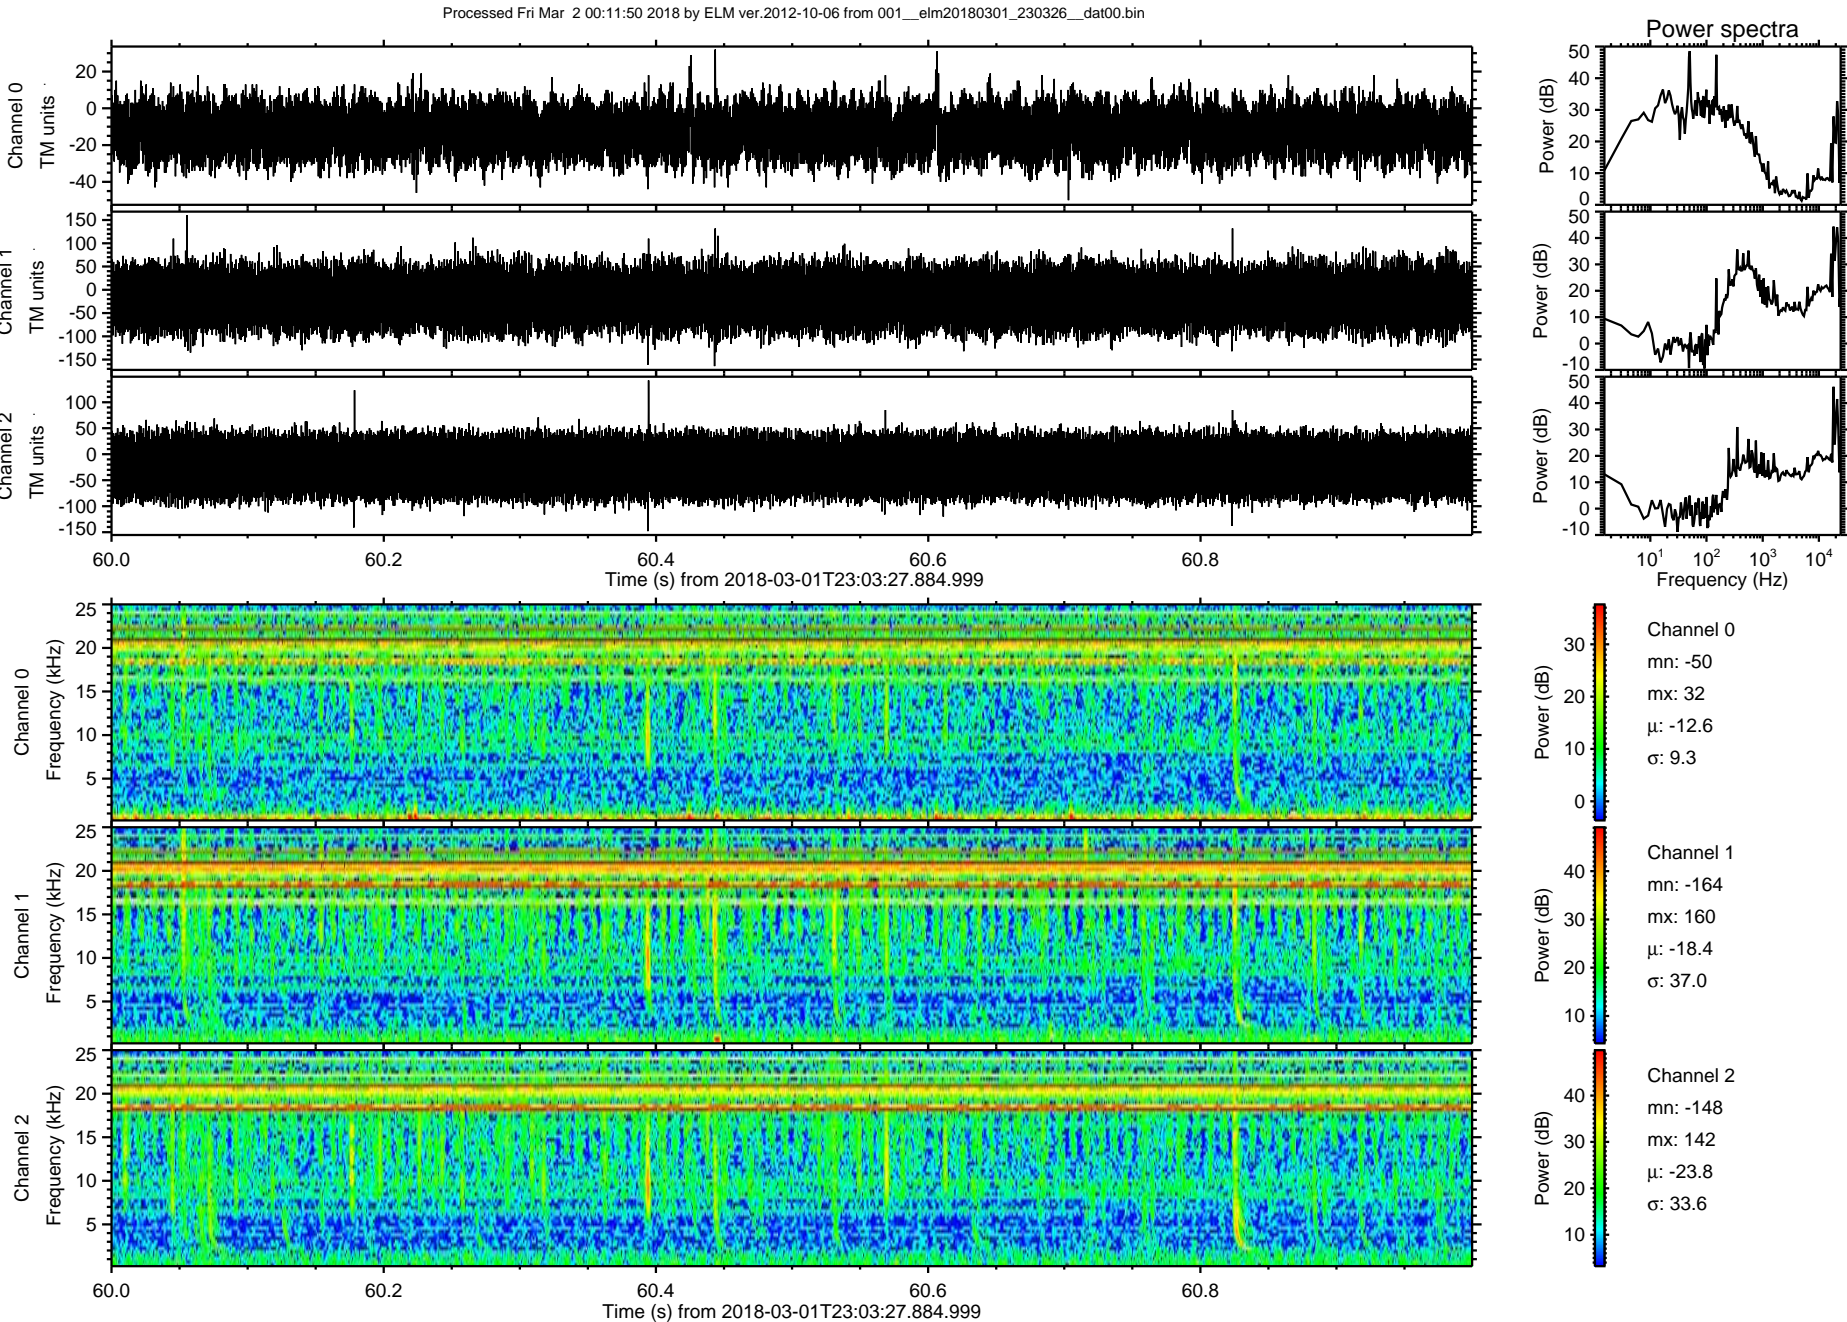 Processed Fri Mar 2 00:11:50 2018 by ELM ver.2012-10-06 from 001__elm20180301_230326__dat00.bin
Power spectra
Channel 0
TM units
20
0
-20
-40
Power (dB)
50
40
30
20
10
0
Channel 1
TM units
150
100
50
0
-50
-100
-150
Power (dB)
50
40
30
20
10
0
-10
Channel 2
TM units
100
50
0
-50
-100
-150
Power (dB)
50
40
30
20
10
0
-10
60.0 60.2 60.4 60.6 60.8
Time (s) from 2018-03-01T23:03:27.884.999
10¹ 10² 10³ 10⁴
Frequency (Hz)
Channel 0
Frequency (kHz)
25
20
15
10
5
Power (dB)
30
20
10
0
Channel 0
mn: -50
mx: 32
μ: -12.6
σ: 9.3
Channel 1
Frequency (kHz)
25
20
15
10
5
Power (dB)
40
30
20
10
Channel 1
mn: -164
mx: 160
μ: -18.4
σ: 37.0
Channel 2
Frequency (kHz)
25
20
15
10
5
Power (dB)
40
30
20
10
Channel 2
mn: -148
mx: 142
μ: -23.8
σ: 33.6
60.0 60.2 60.4 60.6 60.8
Time (s) from 2018-03-01T23:03:27.884.999